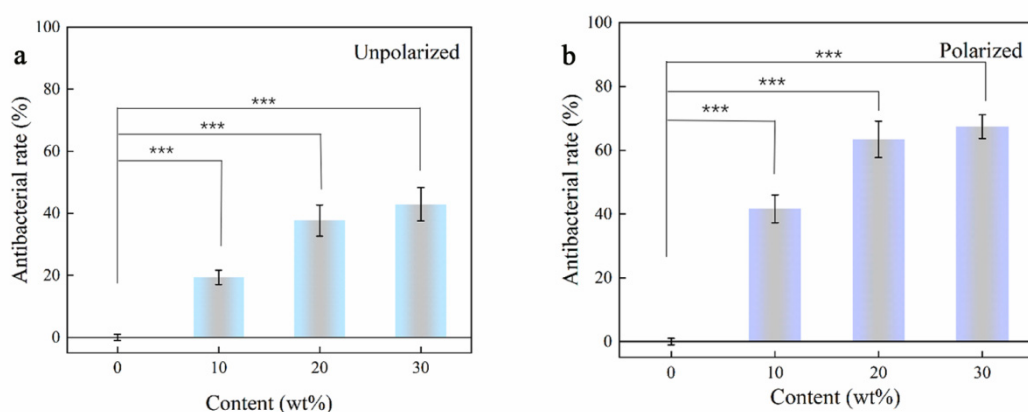 a
Unpolarized
Antibacterial rate (%)
100
80
60
40
20
0
***
***
***
0 10 20 30
Content (wt%)
b
Polarized
Antibacterial rate (%)
100
80
60
40
20
0
***
***
***
0 10 20 30
Content (wt%)